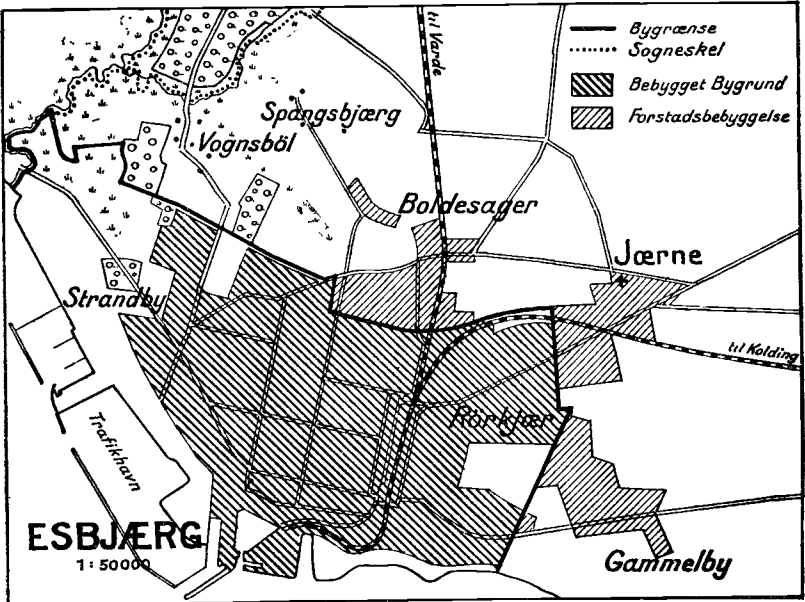 til Varde
Bygrænse
Sogneskel
Bebygget Bygrund
Forstadsbebyggelse
Spangsbjærg
Vognsböl
Boldesager
Jærne
Strandby
til Kolding
Rörkjær
Trafikhavn
ESBJÆRG
1:50000
Gammelby